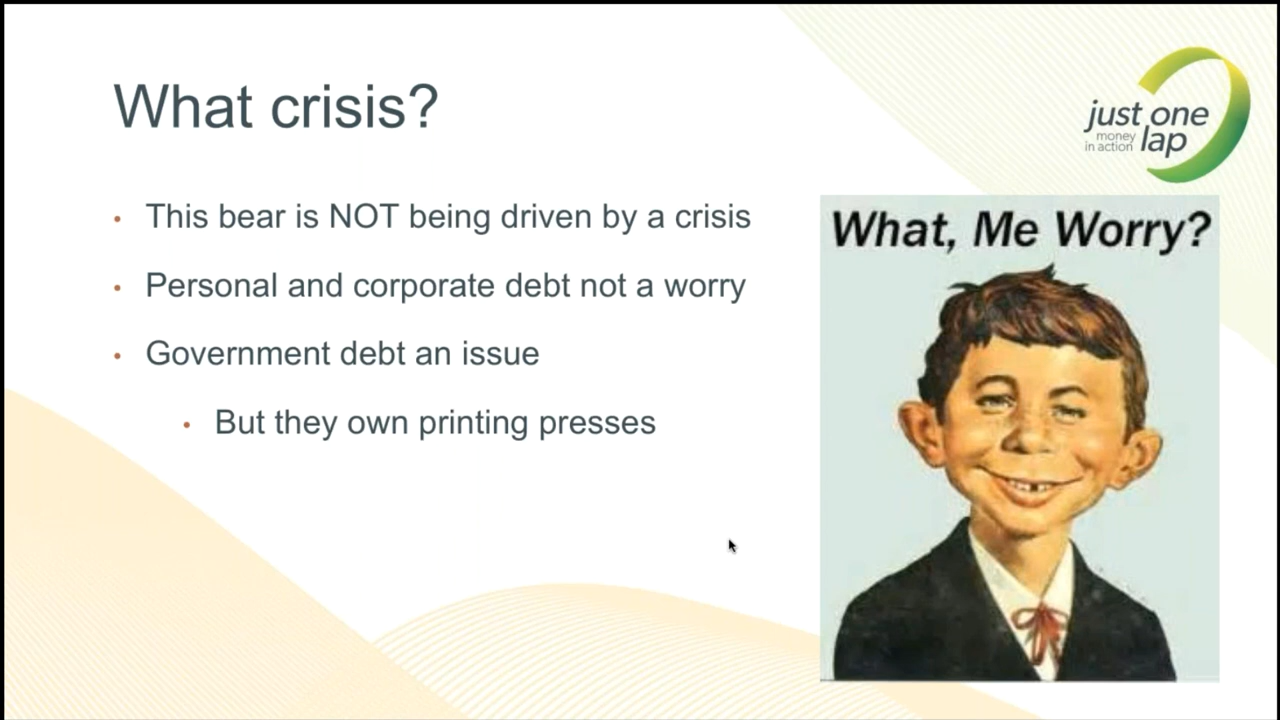 What crisis?
just one
money
in action lap
This bear is NOT being driven by a crisis
Personal and corporate debt not a worry
Government debt an issue
But they own printing presses
What, Me Worry?